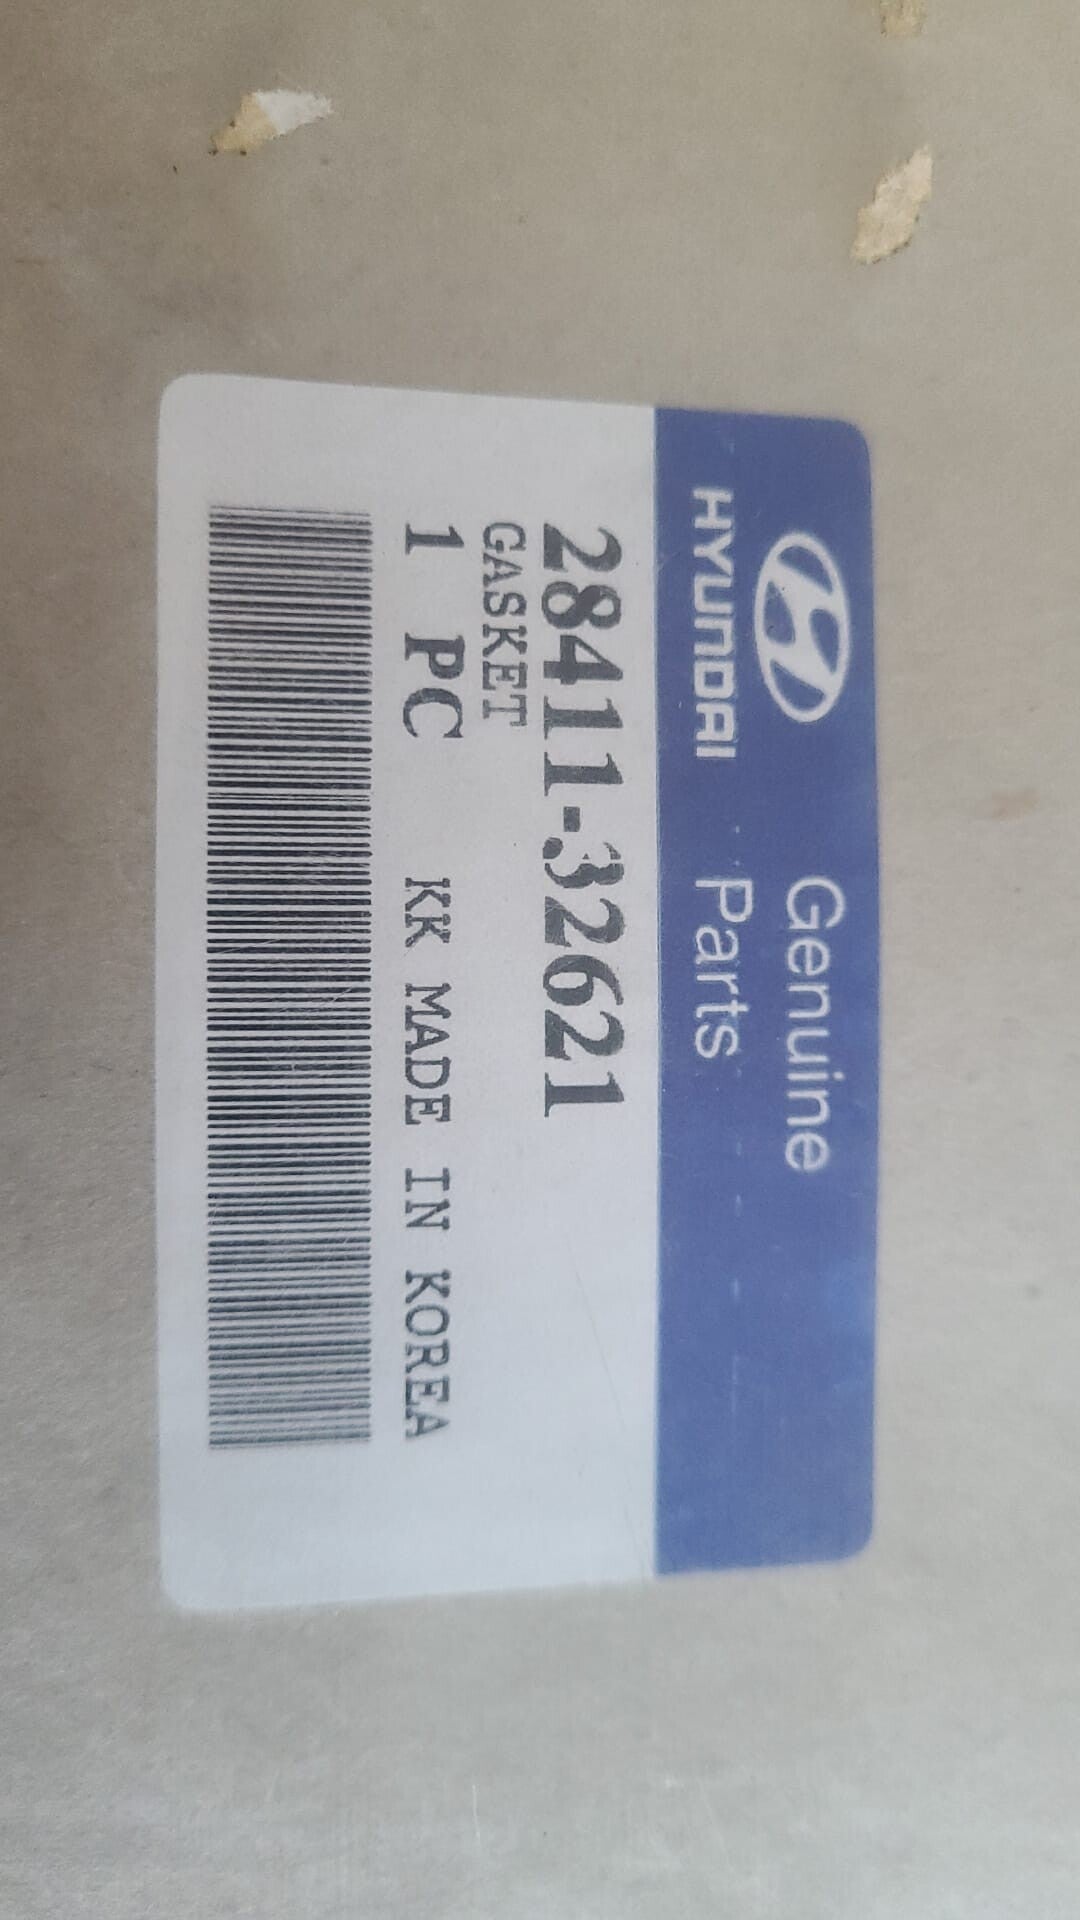 HYUNDAI
Genuine
Parts
28411-32621
GASKET
1 PC KK MADE IN KOREA